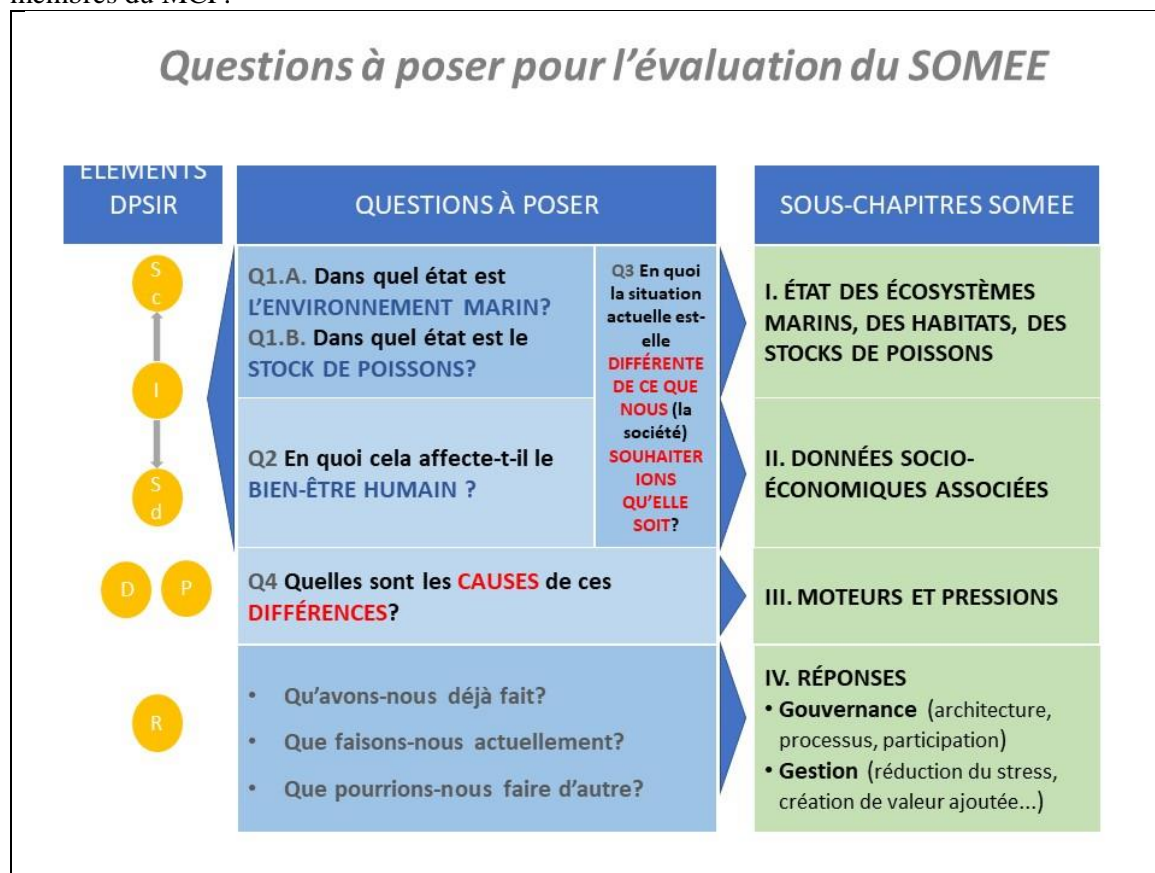 membres du MCI?
Questions à poser pour l'évaluation du SOMEE
ELEMENTS
DPSIR
QUESTIONS À POSER
SOUS-CHAPITRES SOMEE
S
c
I
S
d
Q1.A. Dans quel état est
L'ENVIRONNEMENT MARIN?
Q1.B. Dans quel état est le
STOCK DE POISSONS?
Q2 En quoi cela affecte-t-il le
BIEN-ÊTRE HUMAIN ?
Q3 En quoi
la situation
actuelle est-
elle
DIFFÉRENTE
DE CE QUE
NOUS (la
société)
SOUHAITER
IONS
QU'ELLE
SOIT?
I. ÉTAT DES ÉCOSYSTÈMES
MARINS, DES HABITATS, DES
STOCKS DE POISSONS
II. DONNÉES SOCIO-
ÉCONOMIQUES ASSOCIÉES
D
P
Q4 Quelles sont les CAUSES de ces
DIFFÉRENCES?
III. MOTEURS ET PRESSIONS
R
• Qu'avons-nous déjà fait?
• Que faisons-nous actuellement?
• Que pourrions-nous faire d'autre?
IV. RÉPONSES
• Gouvernance (architecture,
processus, participation)
• Gestion (réduction du stress,
création de valeur ajoutée...)